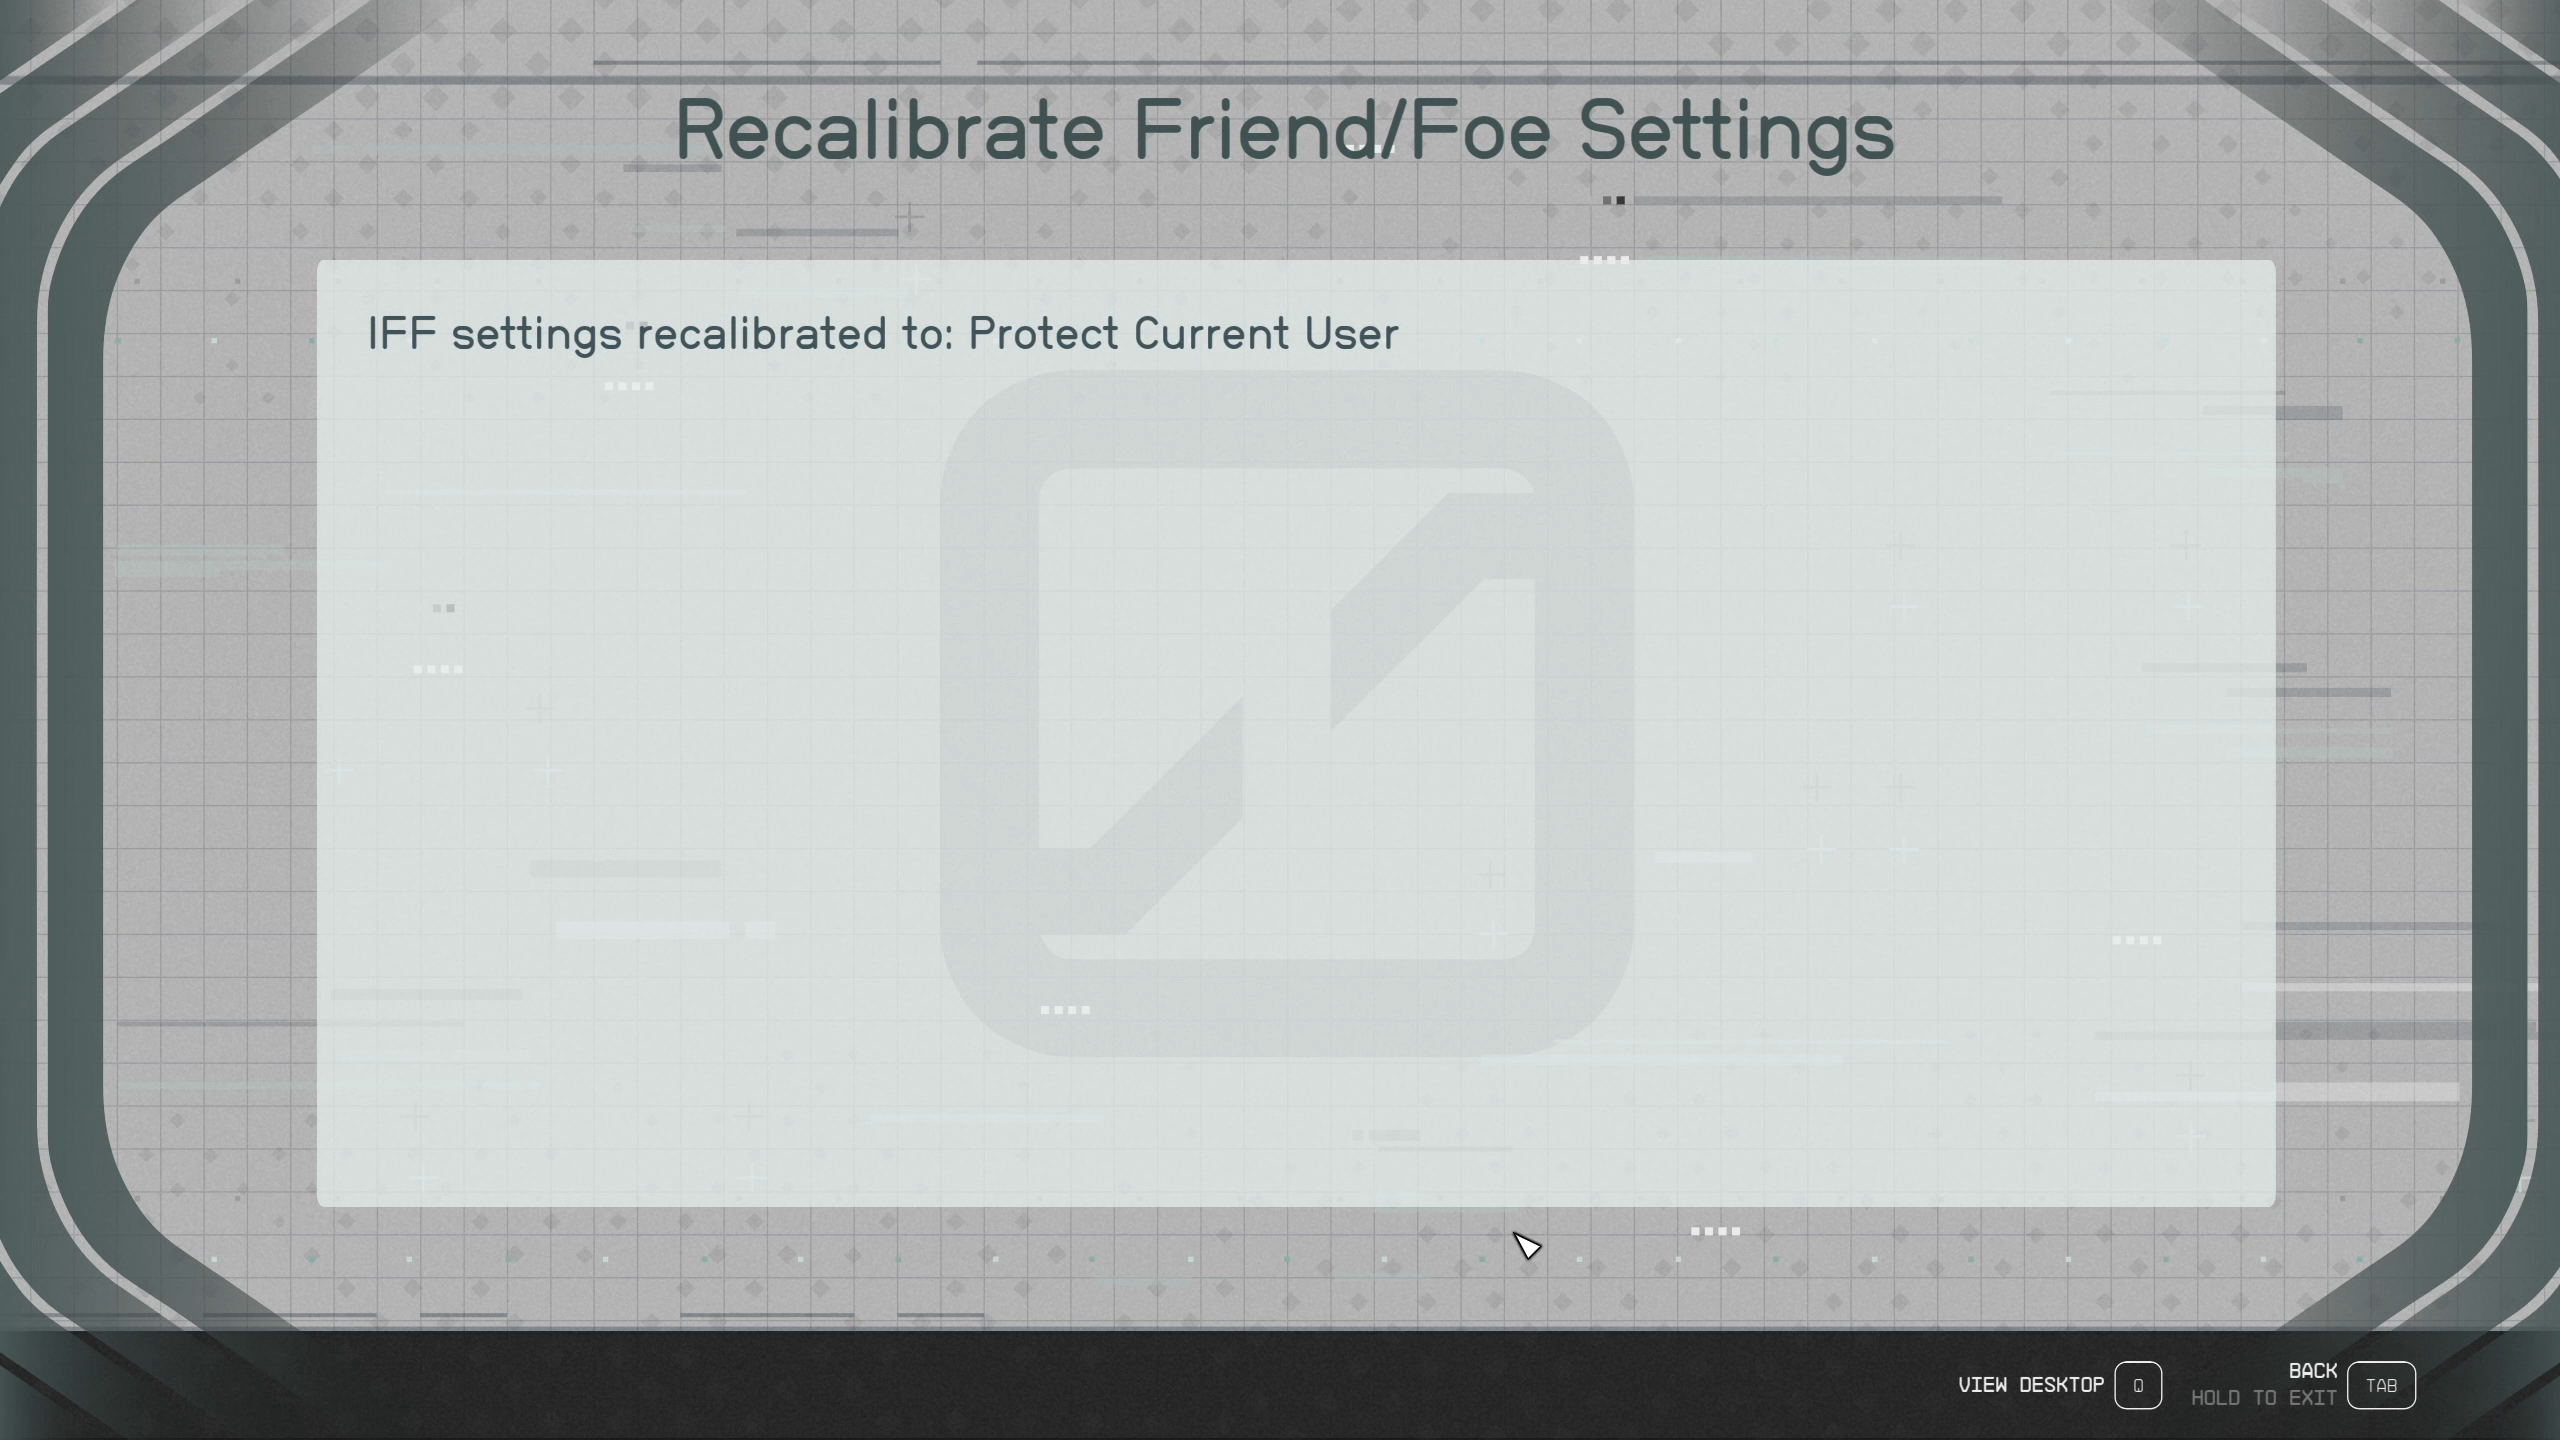 Recalibrate Friend/Foe Settings
IFF settings recalibrated to: Protect Current User
VIEW DESKTOP Q
BACK
HOLD TO EXIT TAB